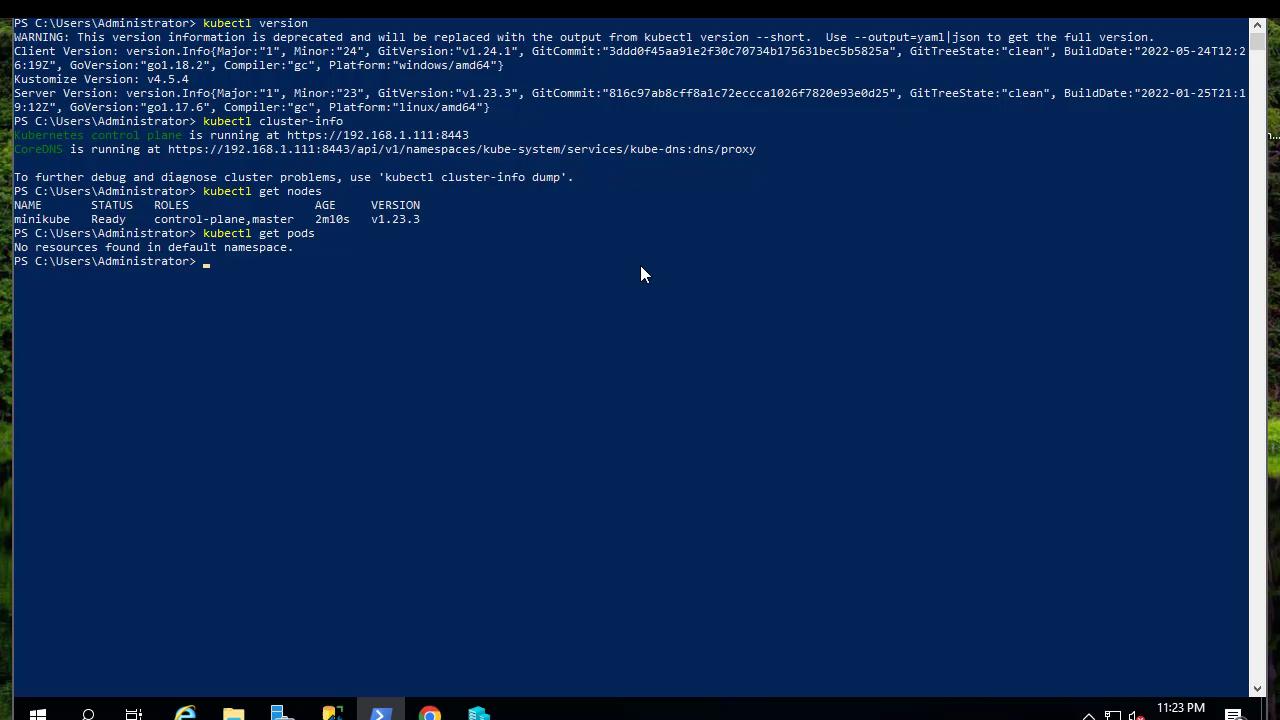 PS C:\Users\Administrator> kubectl version
WARNING: This version information is deprecated and will be replaced with the output from kubectl version --short.  Use --output=yaml|json to get the full version.
Client Version: version.Info{Major:"1", Minor:"24", GitVersion:"v1.24.1", GitCommit:"3ddd0f45aa91e2f30c70734b175631bec5b5825a", GitTreeState:"clean", BuildDate:"2022-05-24T12:2
6:19Z", GoVersion:"go1.18.2", Compiler:"gc", Platform:"windows/amd64"}
Kustomize Version: v4.5.4
Server Version: version.Info{Major:"1", Minor:"23", GitVersion:"v1.23.3", GitCommit:"816c97ab8cff8a1c72eccca1026f7820e93e0d25", GitTreeState:"clean", BuildDate:"2022-01-25T21:1
9:12Z", GoVersion:"go1.17.6", Compiler:"gc", Platform:"linux/amd64"}
PS C:\Users\Administrator> kubectl cluster-info
Kubernetes control plane is running at https://192.168.1.111:8443
CoreDNS is running at https://192.168.1.111:8443/api/v1/namespaces/kube-system/services/kube-dns:dns/proxy
To further debug and diagnose cluster problems, use 'kubectl cluster-info dump'.
PS C:\Users\Administrator> kubectl get nodes
NAME STATUS ROLES AGE VERSION
minikube Ready control-plane,master 2m10s v1.23.3
PS C:\Users\Administrator> kubectl get pods
No resources found in default namespace.
PS C:\Users\Administrator>
11:23 PM